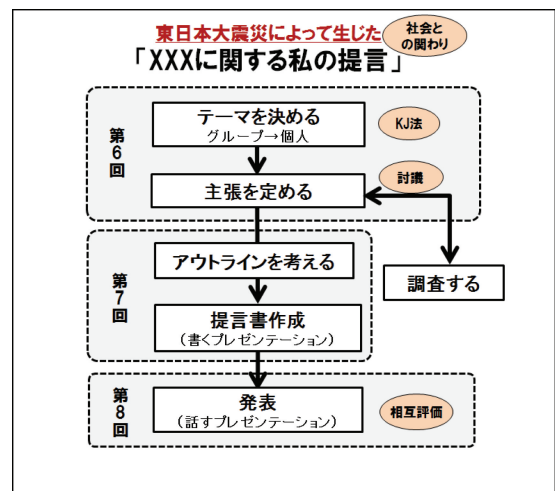 東日本大震災によって生じた
社会と
の関わり
「XXXに関する私の提言」
第6回
テーマを決める
グループ→個人
KJ法
主張を定める
討議
調査する
第7回
アウトラインを考える
提言書作成
（書くプレゼンテーション）
第8回
発表
（話すプレゼンテーション）
相互評価